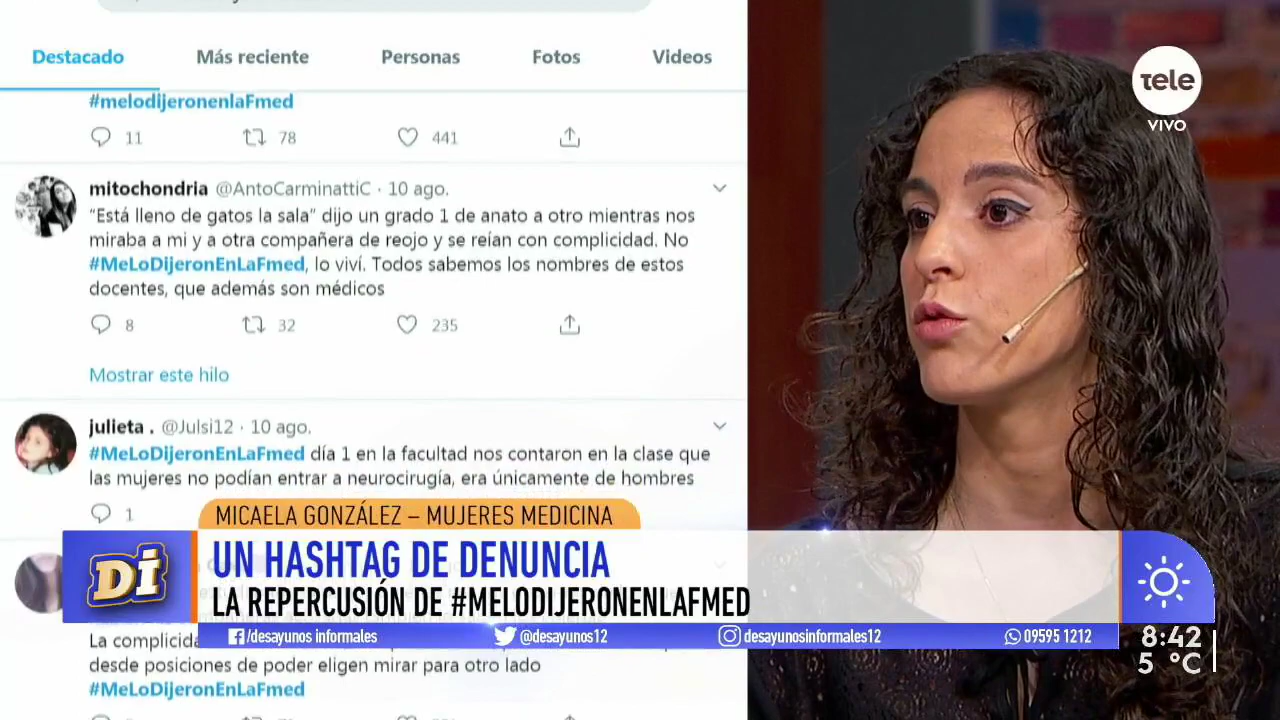 Destacado
Más reciente
Personas
Fotos
Videos
#melodijeronenlaFmed
11
78
441
mitochondria @AntoCarminattiC · 10 ago.
“Está lleno de gatos la sala” dijo un grado 1 de anato a otro mientras nos
miraba a mi y a otra compañera de reojo y se reían con complicidad. No
#MeLoDijeronEnLaFmed, lo viví. Todos sabemos los nombres de estos
docentes, que además son médicos
8
32
235
Mostrar este hilo
julieta . @Julsi12 · 10 ago.
#MeLoDijeronEnLaFmed día 1 en la facultad nos contaron en la clase que
las mujeres no podían entrar a neurocirugía, era únicamente de hombres
1
La complicida
desde posiciones de poder eligen mirar para otro lado
#MeLoDijeronEnLaFmed
tele
VIVO
MICAELA GONZÁLEZ – MUJERES MEDICINA
Di
UN HASHTAG DE DENUNCIA
LA REPERCUSIÓN DE #MELODIJERONENLAFMED
/desayunos informales
@desayunos12
desayunosinformales12
09595 1212
8:42
5 °C